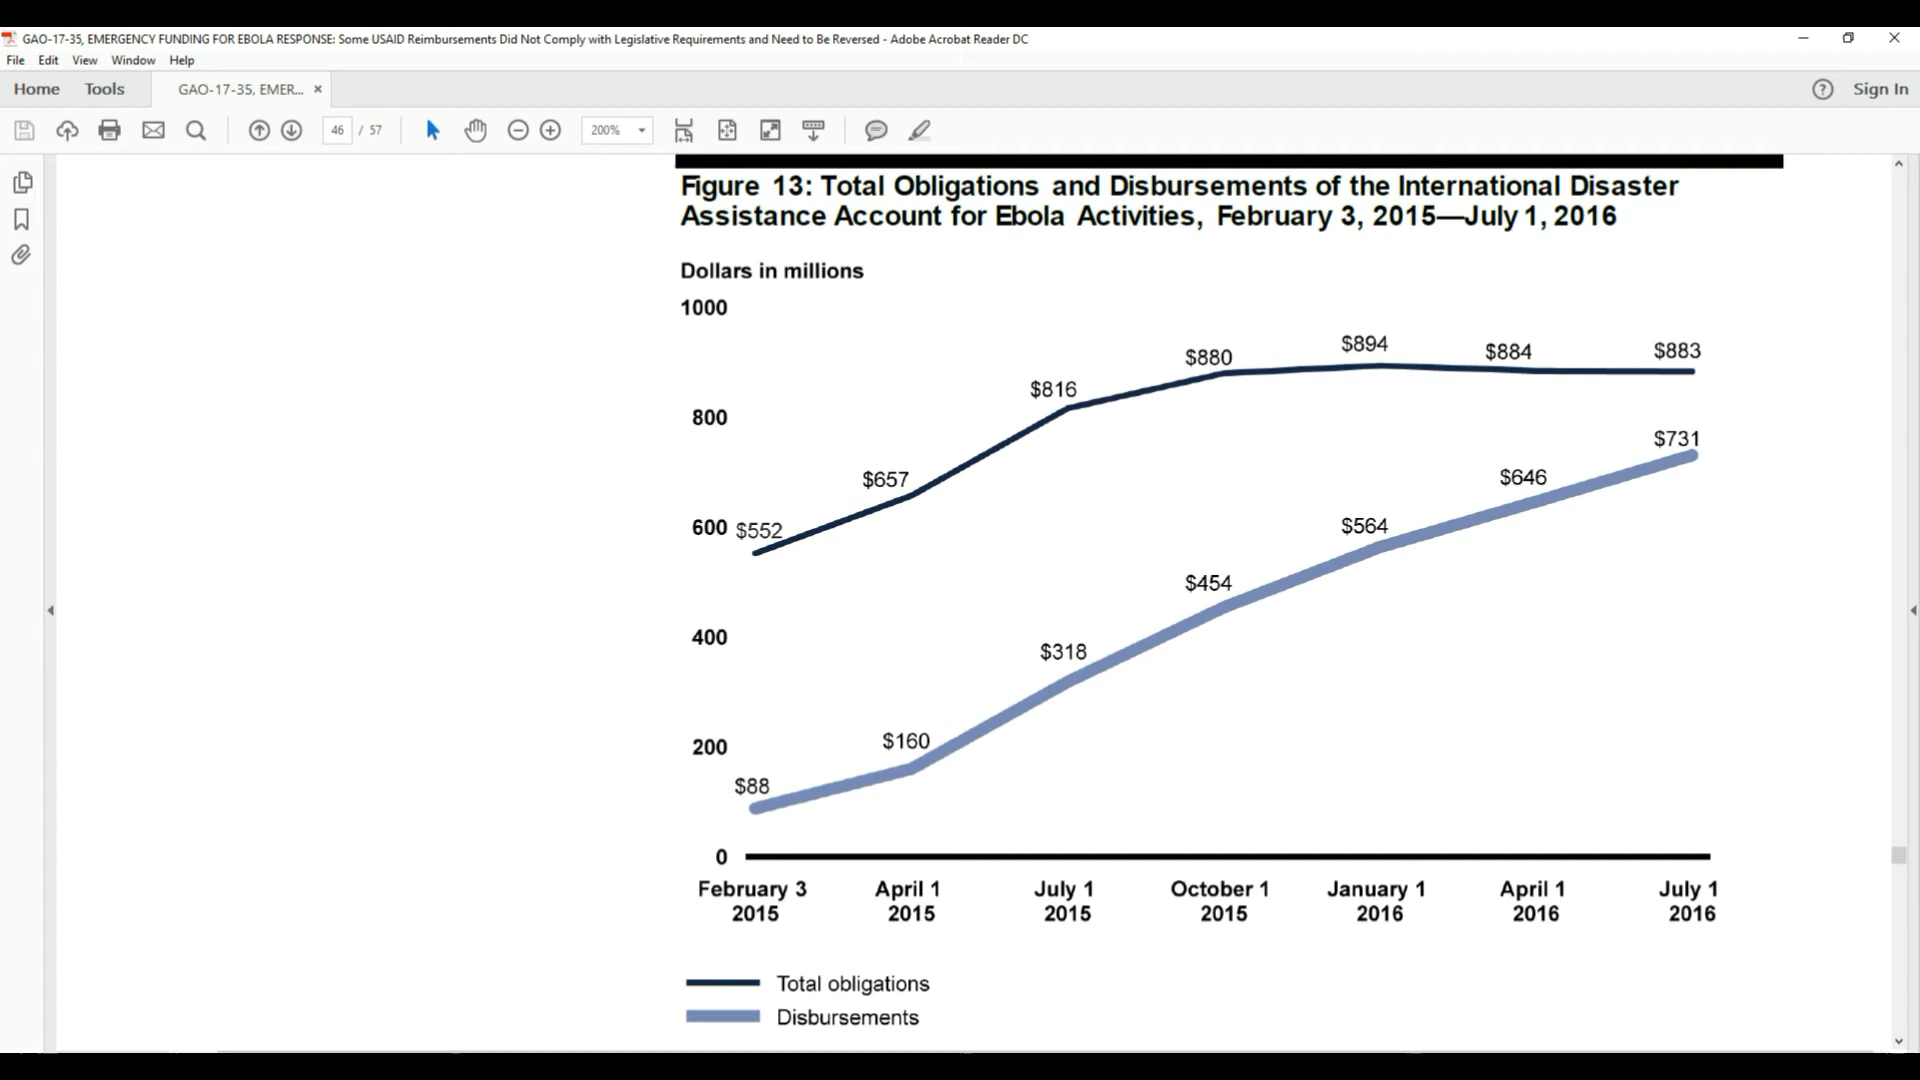 GAO-17-35, EMERGENCY FUNDING FOR EBOLA RESPONSE: Some USAID Reimbursements Did Not Comply with Legislative Requirements and Need to Be Reversed - Adobe Acrobat Reader DC
File Edit View Window Help
Home Tools GAO-17-35, EMER... × ? Sign In
46 / 57 200%
Figure 13: Total Obligations and Disbursements of the International Disaster
Assistance Account for Ebola Activities, February 3, 2015—July 1, 2016
Dollars in millions
1000
$894
$884
$883
$880
$816
800
$731
$657
$646
600 $552
$564
$454
400
$318
200
$160
$88
0
February 3 April 1 July 1 October 1 January 1 April 1 July 1
2015 2015 2015 2015 2016 2016 2016
Total obligations
Disbursements